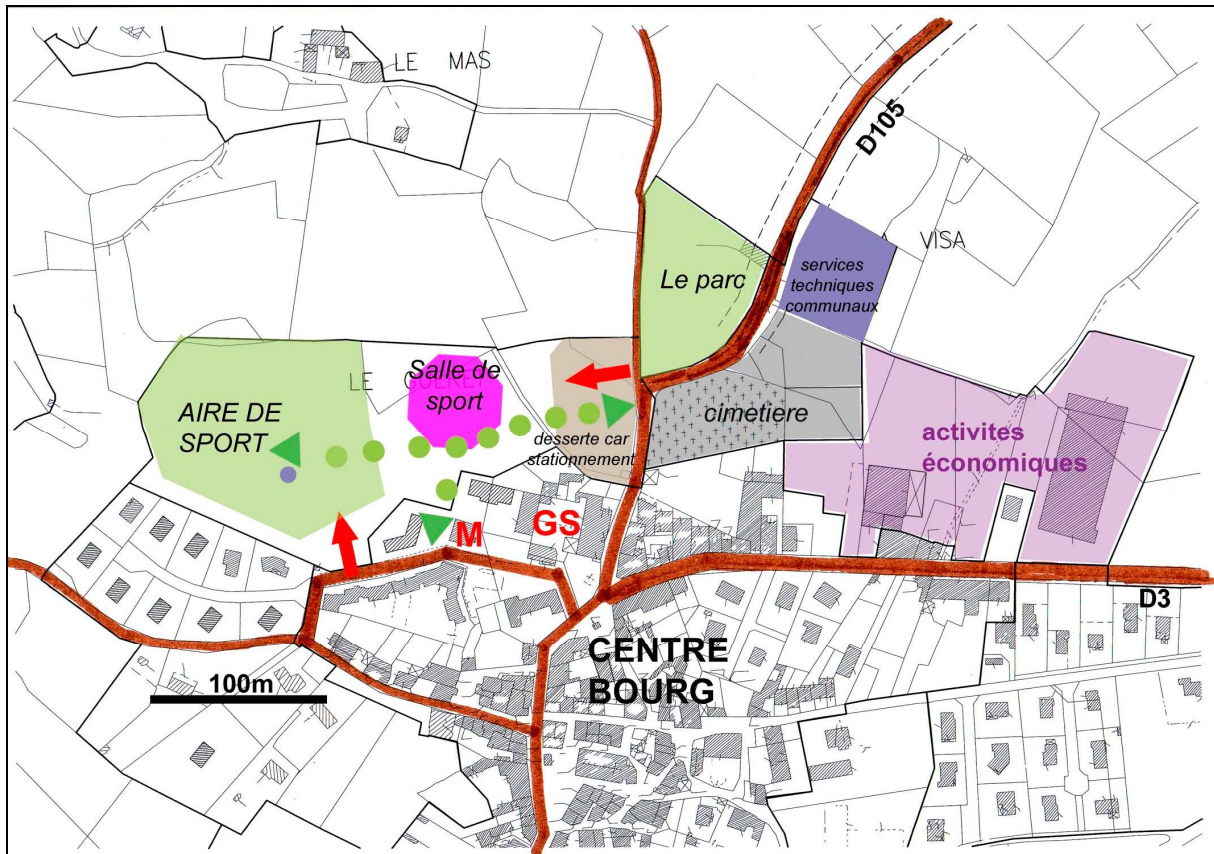 LE MAS
D105
VISA
Le parc
services
techniques
communaux
Salle de
sport
LE
AIRE DE
SPORT
cimetiere
desserte car
stationnement
activites
économiques
GS
M
D3
CENTRE
BOURG
100m